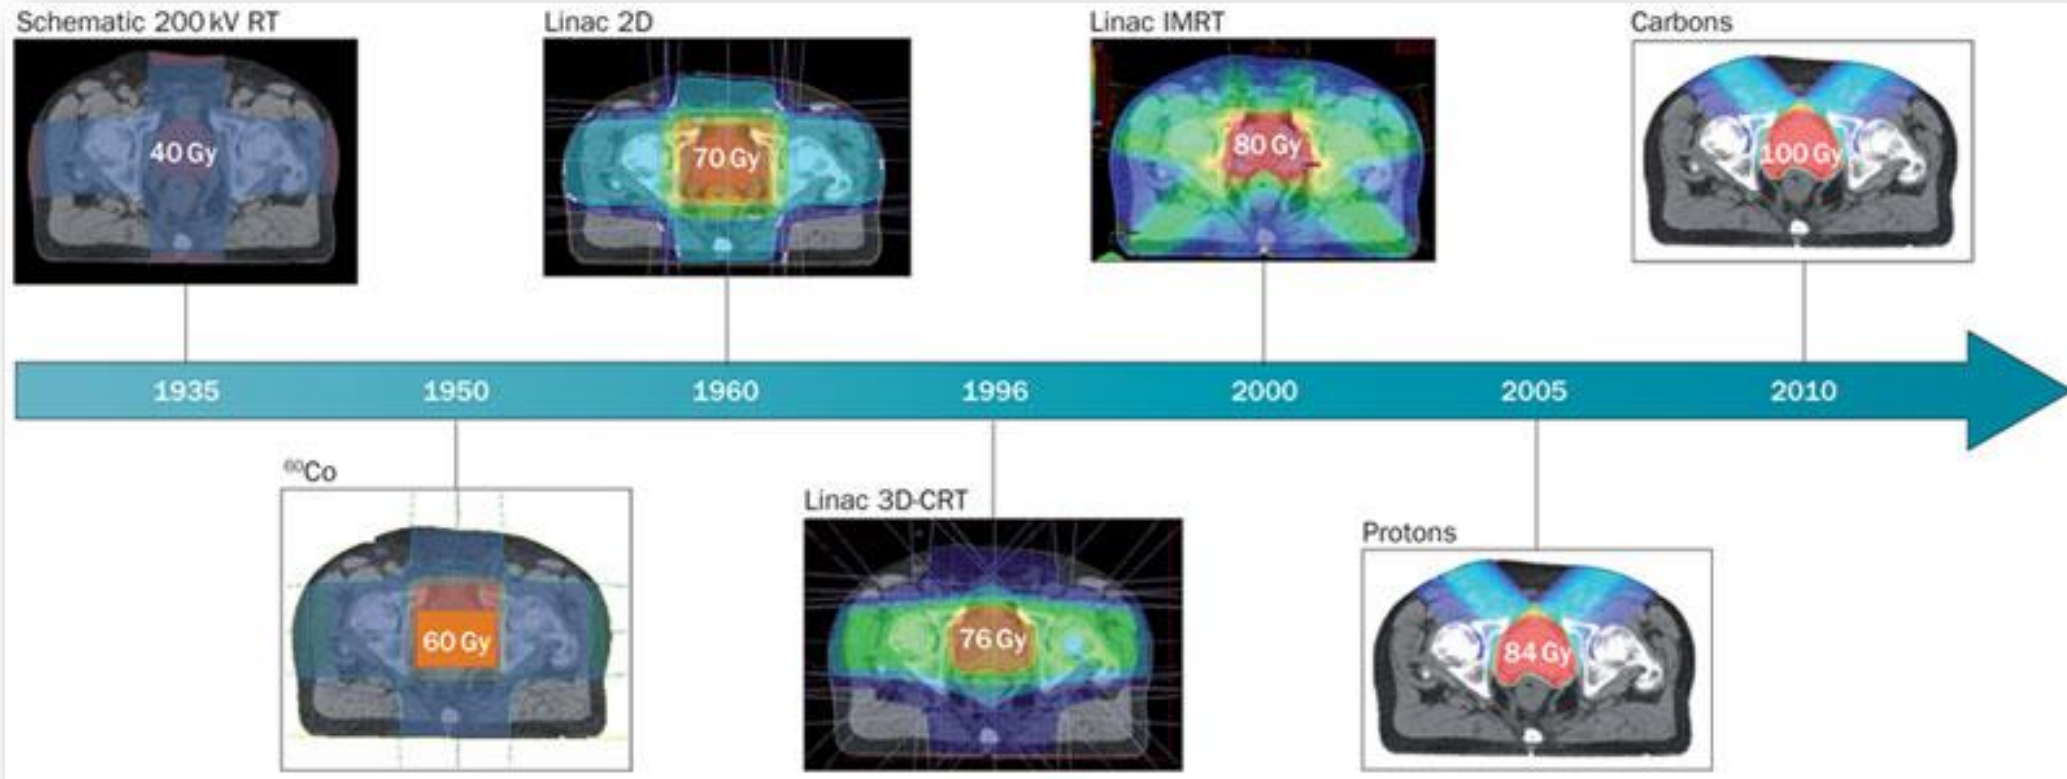 Schematic 200 kV RT
40 Gy
Linac 2D
70 Gy
Linac IMRT
80 Gy
Carbons
100 Gy
1935 1950 1960 1996 2000 2005 2010
⁶⁰Co
60 Gy
Linac 3D-CRT
76 Gy
Protons
84 Gy